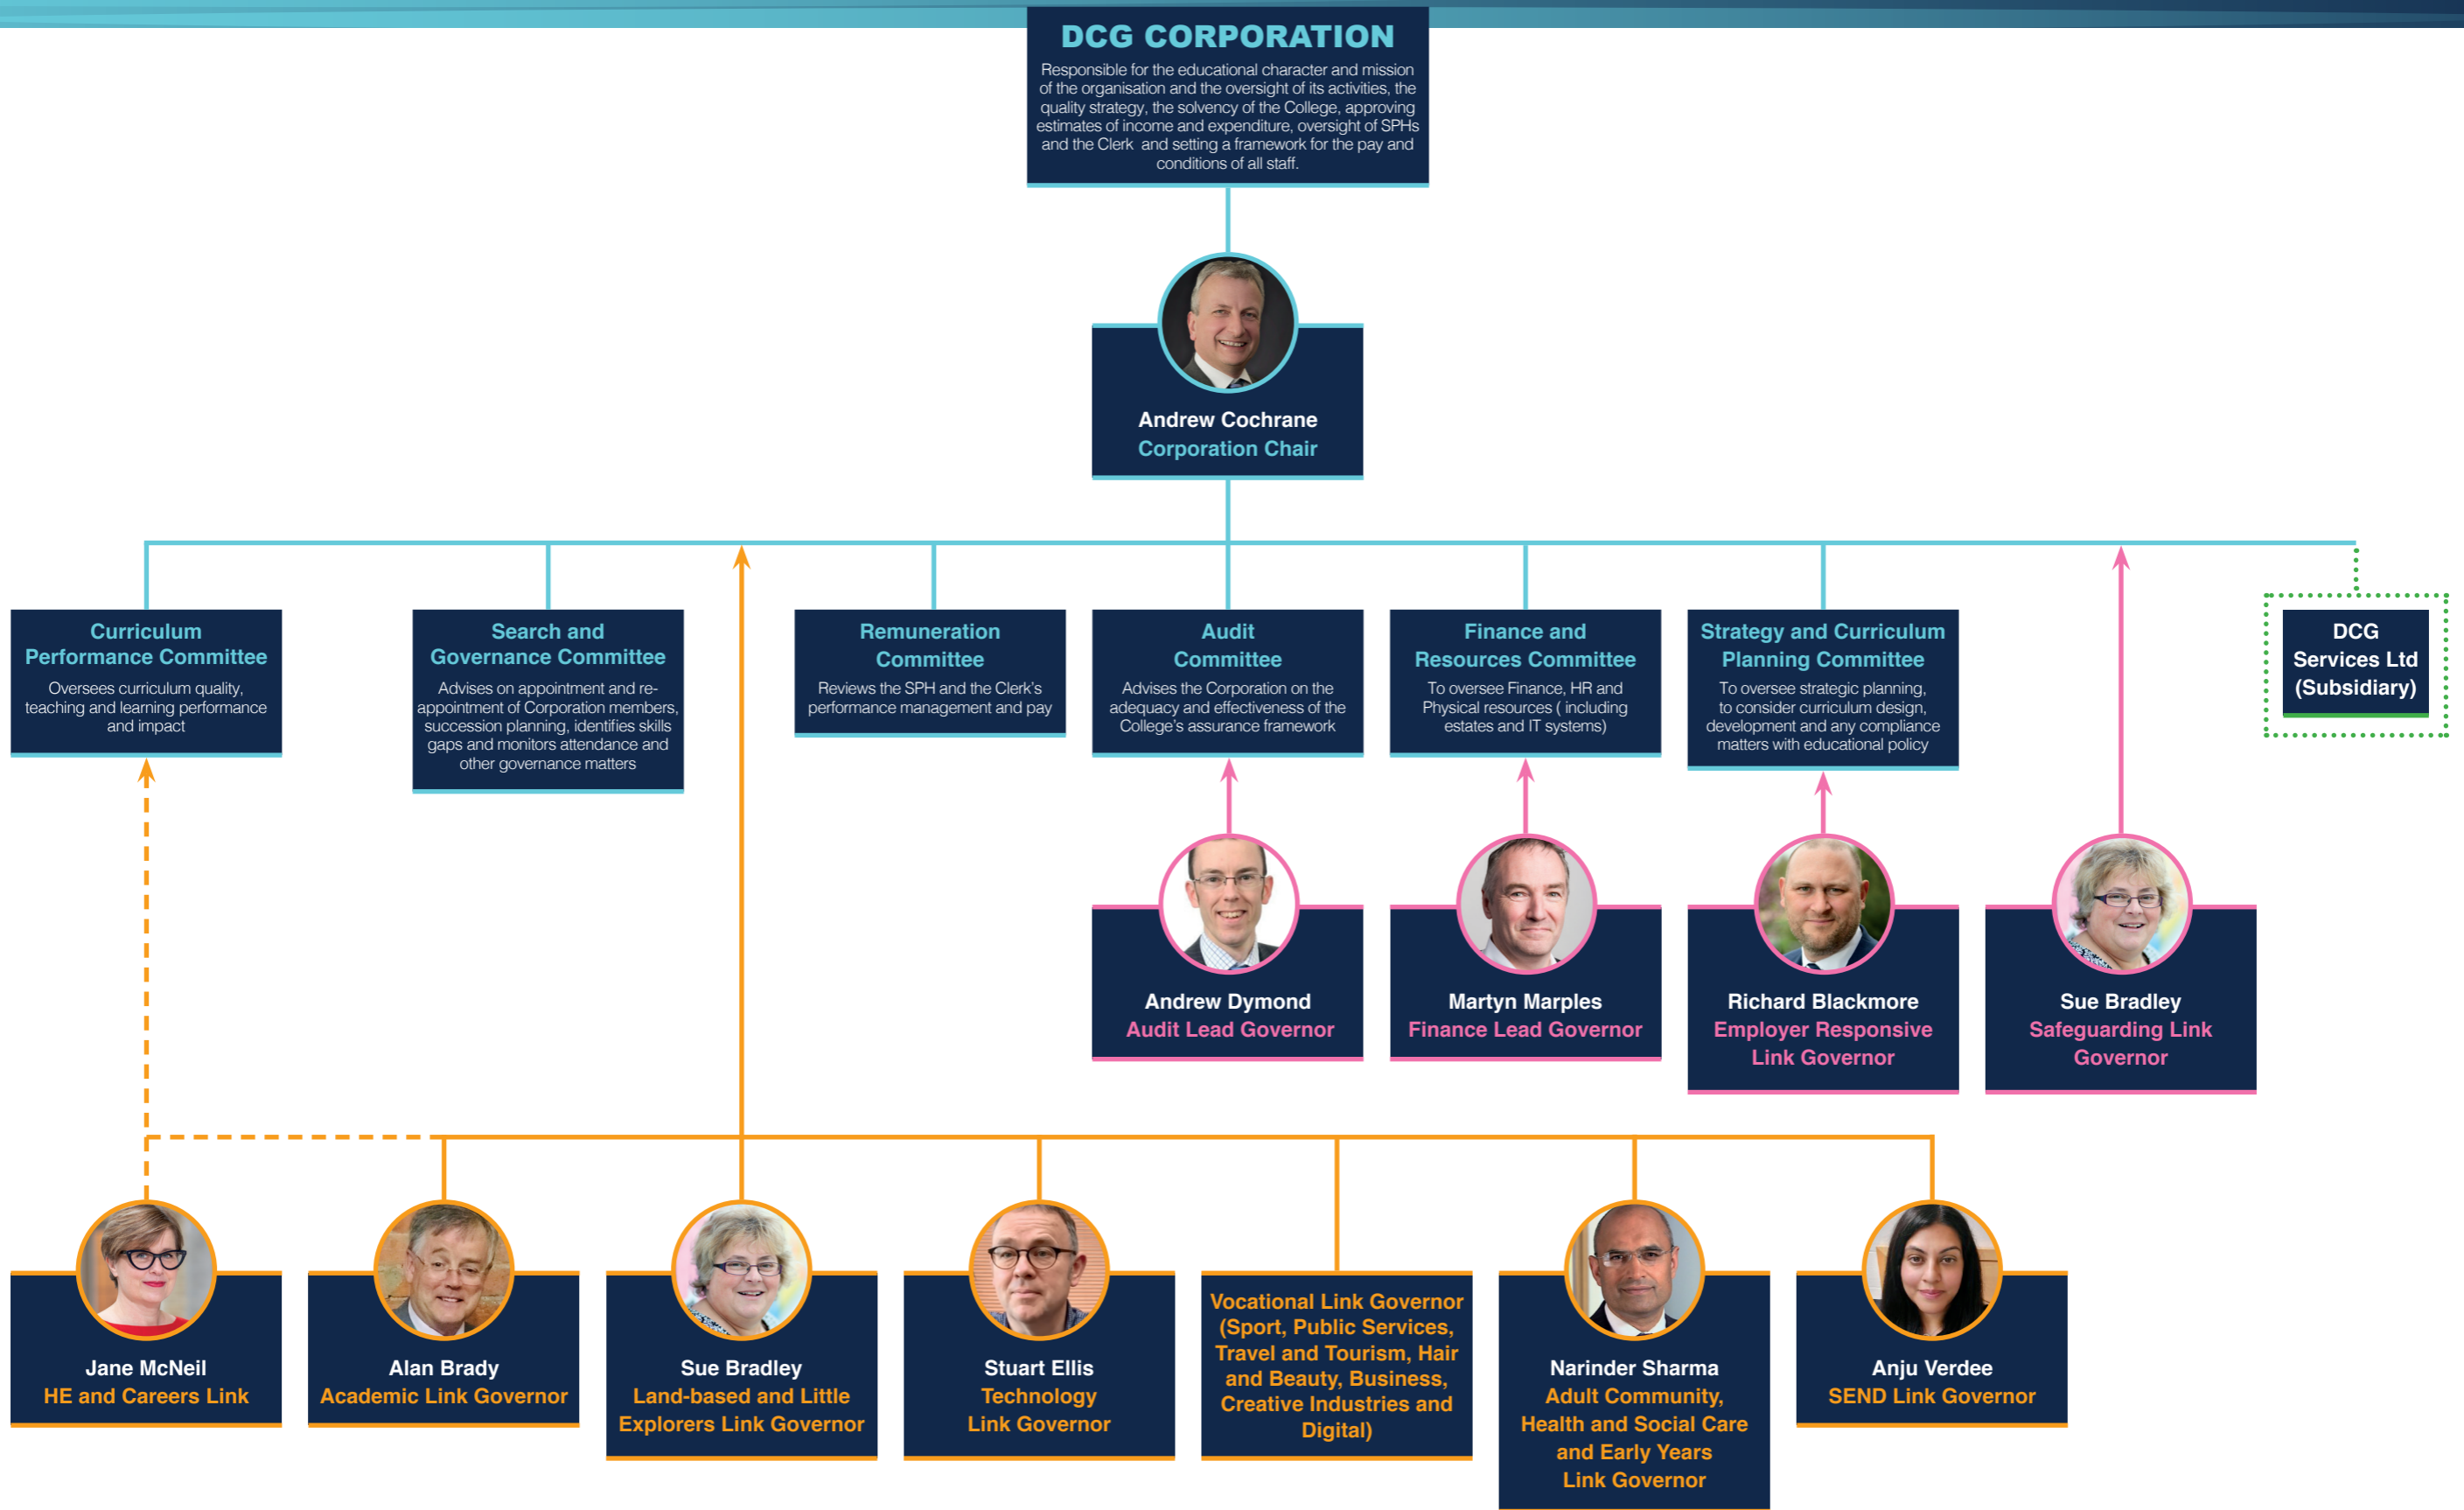 DCG CORPORATION
Responsible for the educational character and mission
of the organisation and the oversight of its activities, the
quality strategy, the solvency of the College, approving
estimates of income and expenditure, oversight of SPHs
and the Clerk and setting a framework for the pay and
conditions of all staff.
Andrew Cochrane
Corporation Chair
Curriculum
Performance Committee
Oversees curriculum quality,
teaching and learning performance
and impact
Search and
Governance Committee
Advises on appointment and re-
appointment of Corporation members,
succession planning, identifies skills
gaps and monitors attendance and
other governance matters
Remuneration
Committee
Reviews the SPH and the Clerk's
performance management and pay
Audit
Committee
Advises the Corporation on the
adequacy and effectiveness of the
College's assurance framework
Finance and
Resources Committee
To oversee Finance, HR and
Physical resources ( including
estates and IT systems)
Strategy and Curriculum
Planning Committee
To oversee strategic planning,
to consider curriculum design,
development and any compliance
matters with educational policy
DCG
Services Ltd
(Subsidiary)
Andrew Dymond
Audit Lead Governor
Martyn Marples
Finance Lead Governor
Richard Blackmore
Employer Responsive
Link Governor
Sue Bradley
Safeguarding Link
Governor
Jane McNeil
HE and Careers Link
Alan Brady
Academic Link Governor
Sue Bradley
Land-based and Little
Explorers Link Governor
Stuart Ellis
Technology
Link Governor
Vocational Link Governor
(Sport, Public Services,
Travel and Tourism, Hair
and Beauty, Business,
Creative Industries and
Digital)
Narinder Sharma
Adult Community,
Health and Social Care
and Early Years
Link Governor
Anju Verdee
SEND Link Governor